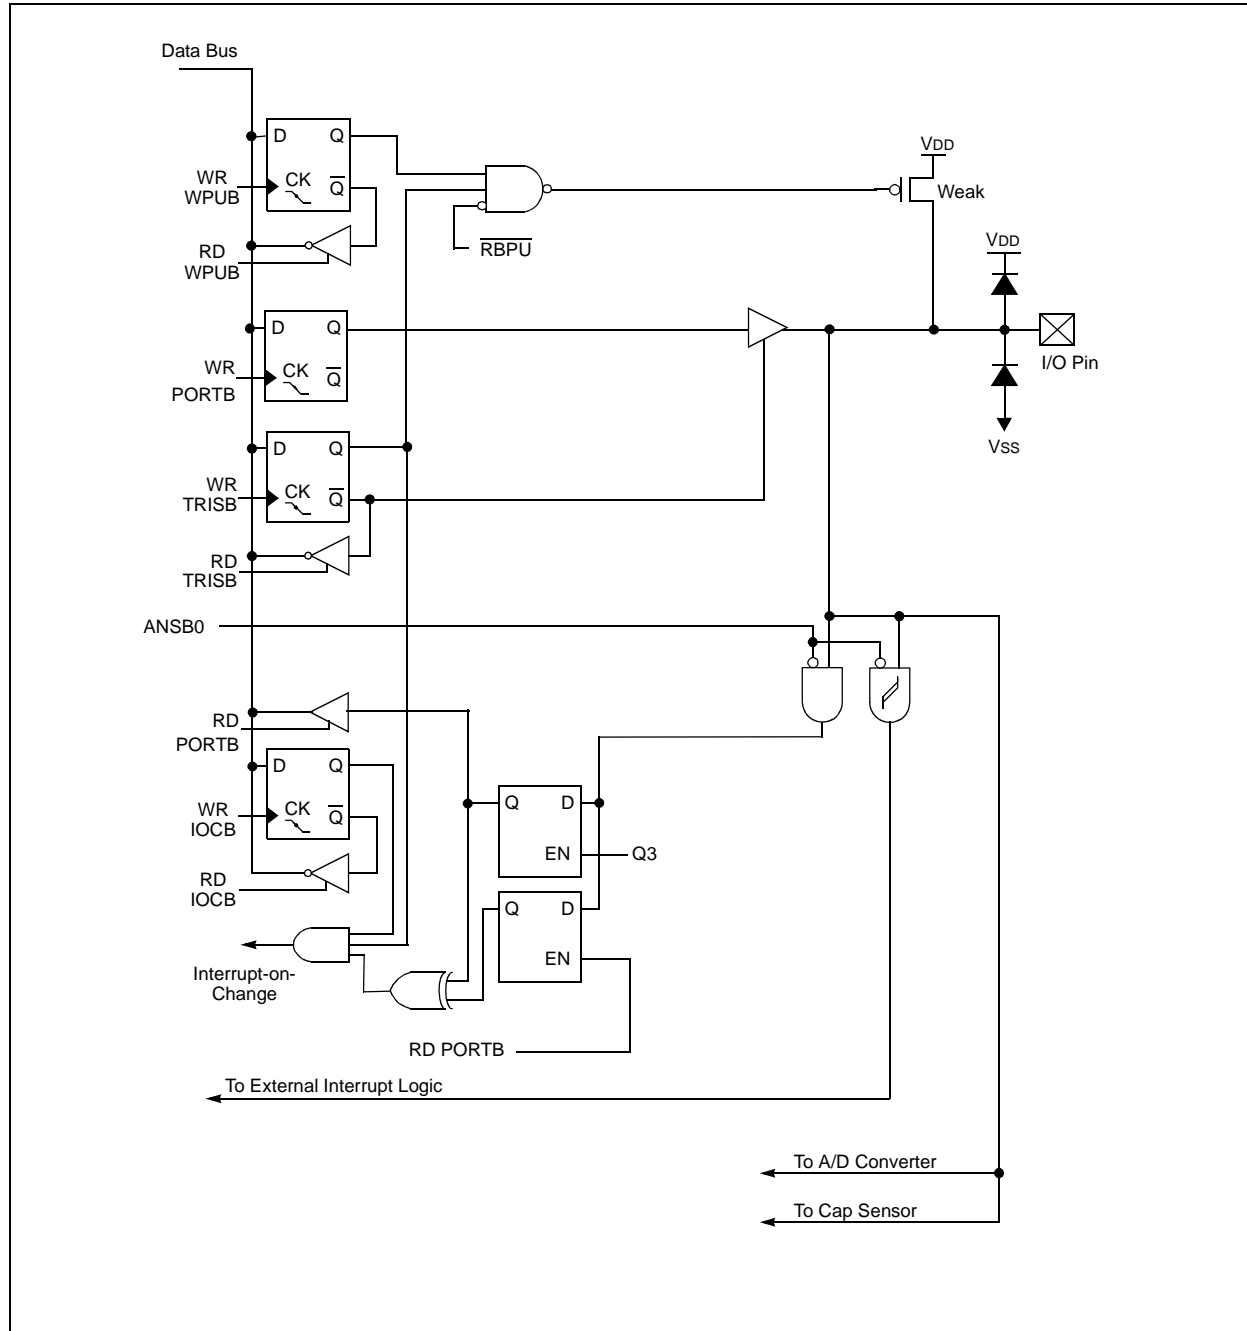 Data Bus
D Q
WR
WPUB
CK Q̅
RD
WPUB
R̅B̅P̅U̅
VDD
Weak
VDD
I/O Pin
VSS
D Q
WR
PORTB
CK Q̅
D Q
WR
TRISB
CK Q̅
RD
TRISB
ANSB0
RD
PORTB
D Q
WR
IOCB
CK Q̅
RD
IOCB
Q D
EN
Q3
Q D
EN
Interrupt-on-
Change
RD PORTB
To External Interrupt Logic
To A/D Converter
To Cap Sensor